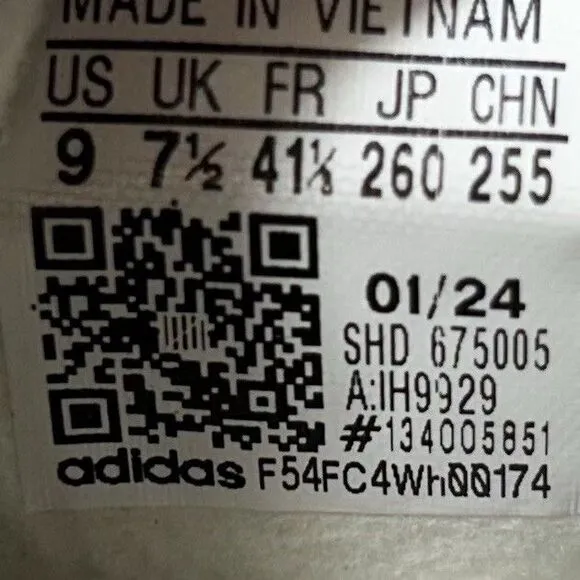 MADE IN VIETNAM
US UK FR JP CHN
9 7½ 41⅓ 260 255
01/24
SHD 675005
A:IH9929
#134005851
adidas F54FC4Wh00174